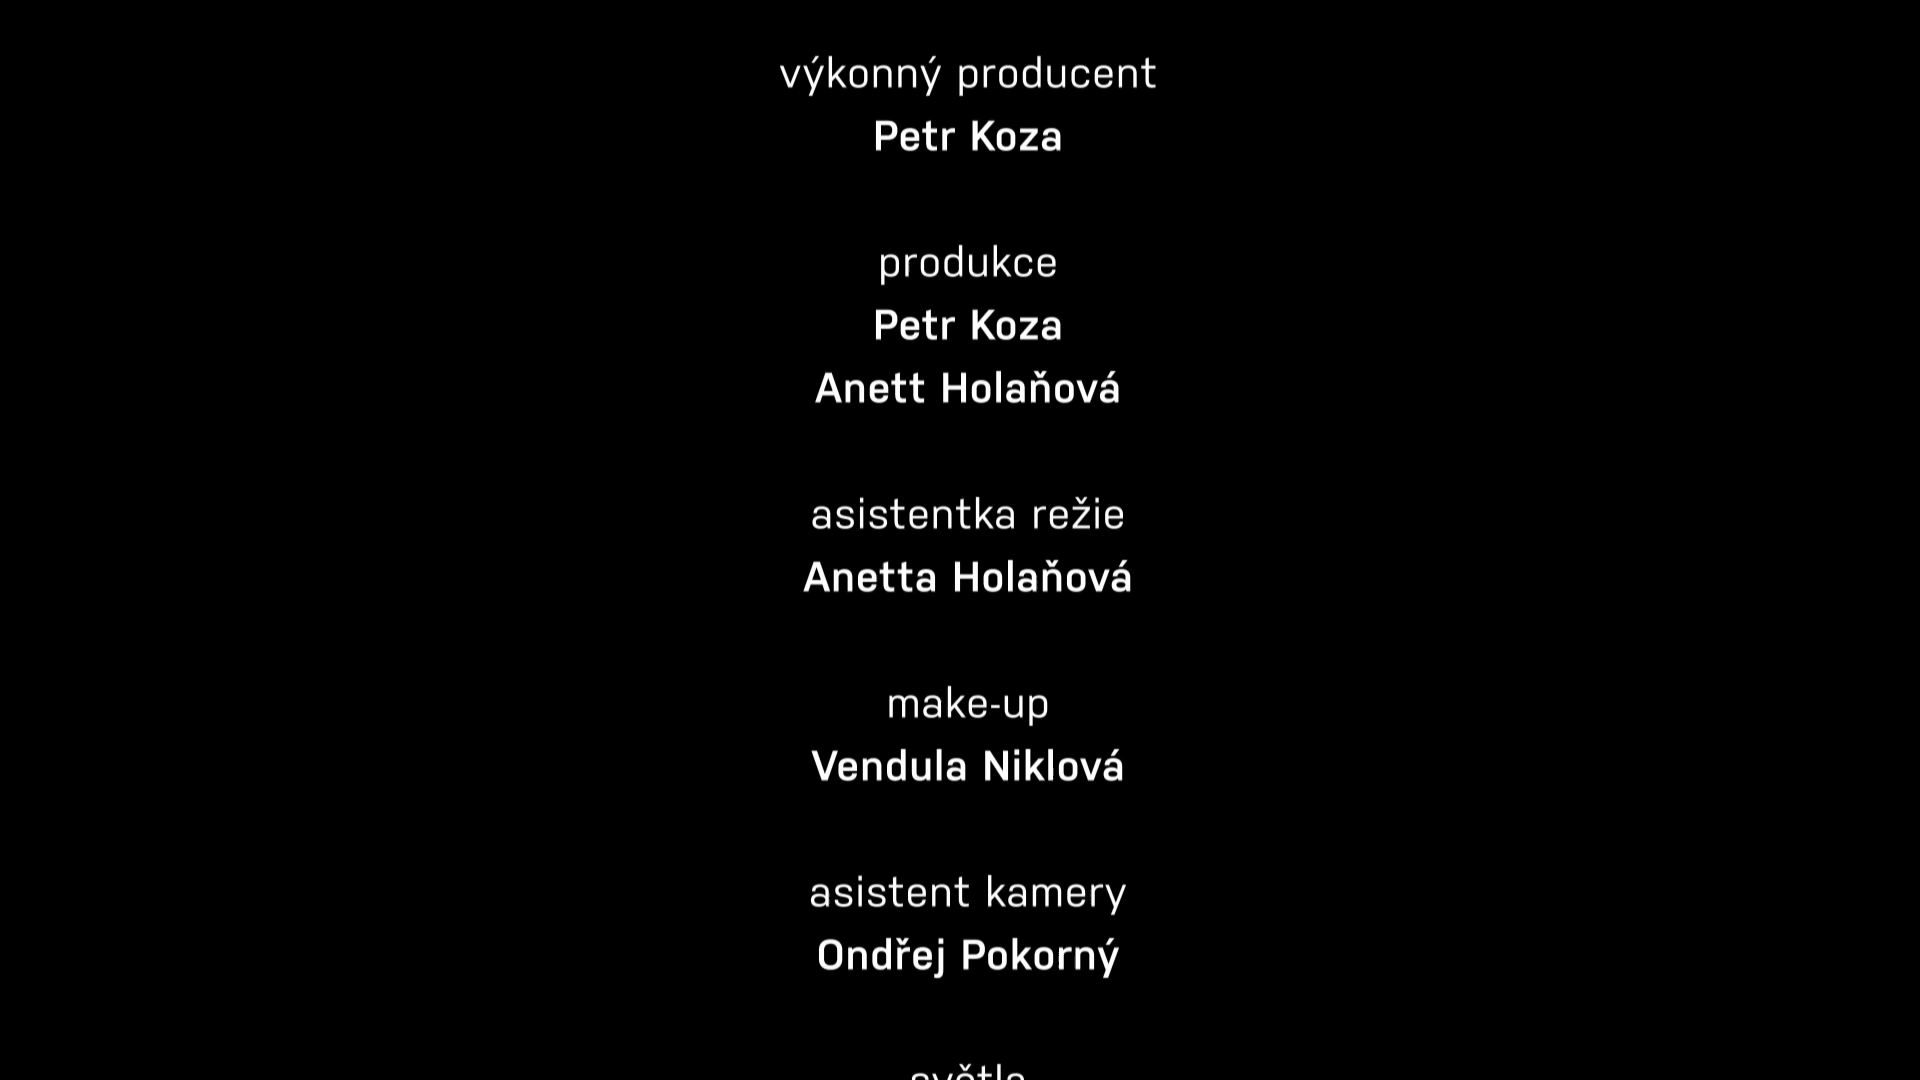 výkonný producent
Petr Koza
produkce
Petr Koza
Anett Holaňová
asistentka režie
Anetta Holaňová
make-up
Vendula Niklová
asistent kamery
Ondřej Pokorný